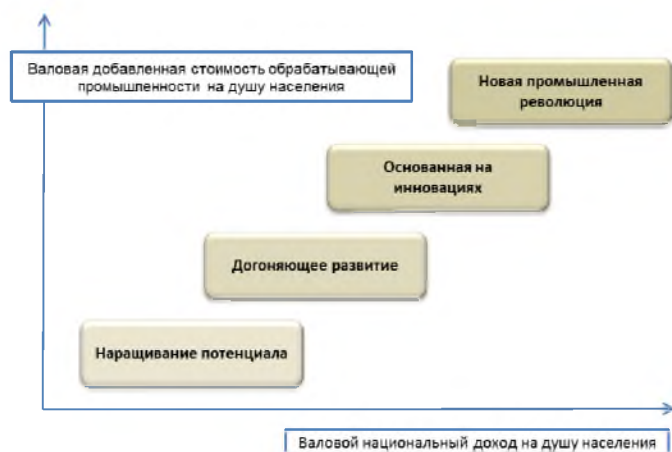 Валовая добавленная стоимость обрабатывающей
промышленности на душу населения
Новая промышленная
революция
Основанная на
инновациях
Догоняющее развитие
Наращивание потенциала
Валовой национальный доход на душу населения